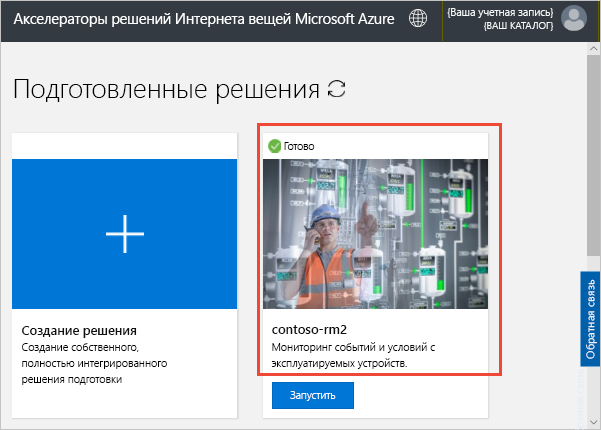 Акселераторы решений Интернета вещей Microsoft Azure
{Ваша учетная запись}
{ВАШ КАТАЛОГ}
Подготовленные решения
Готово
Создание решения
Создание собственного,
полностью интегрированного
решения подготовки
contoso-rm2
Мониторинг событий и условий с
эксплуатируемых устройств.
Запустить
Обратная связь